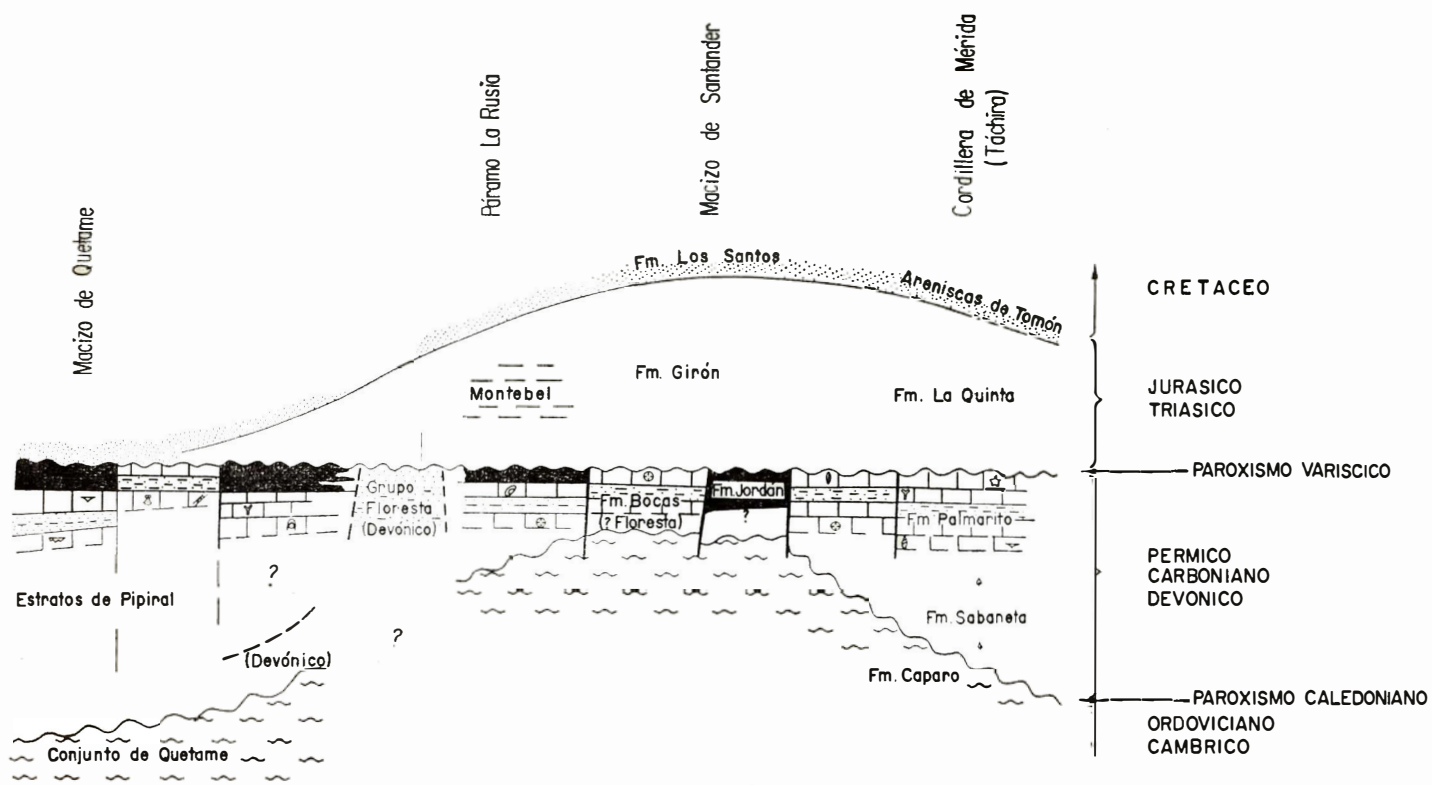 Macizo de Quetame
Páramo La Rusia
Macizo de Santander
Cordillera de Mérida
(Táchira)
Fm. Los Santos
Areniscas de Tomón
CRETACEO
Fm. Girón
Montebel
Fm. La Quinta
JURASICO
TRIASICO
PAROXISMO VARISCICO
Grupo
Floresta
(Devónico)
Fm. Bocas
(? Floresta)
Fm. Jordán
?
Fm. Palmarito
PERMICO
CARBONIANO
DEVONICO
?
Estratos de Pipiral
Fm. Sabaneta
?
(Devónico)
Fm. Caparo
PAROXISMO CALEDONIANO
ORDOVICIANO
CAMBRICO
Conjunto de Quetame